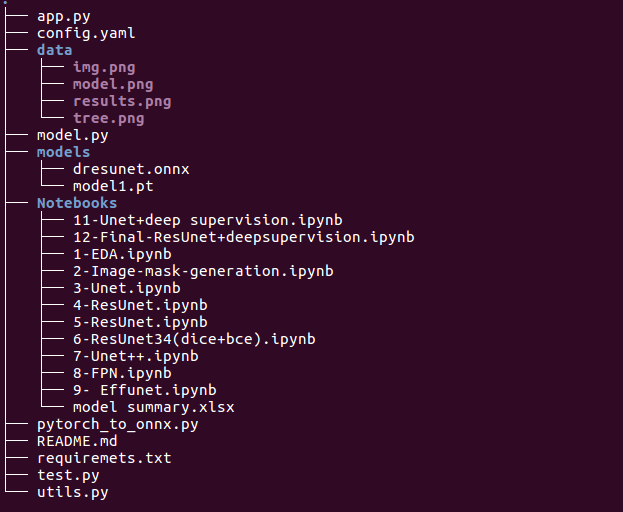 .
├── app.py
├── config.yaml
├── data
│   ├── img.png
│   ├── model.png
│   ├── results.png
│   └── tree.png
├── model.py
├── models
│   ├── dresunet.onnx
│   └── model1.pt
├── Notebooks
│   ├── 11-Unet+deep supervision.ipynb
│   ├── 12-Final-ResUnet+deepsupervision.ipynb
│   ├── 1-EDA.ipynb
│   ├── 2-Image-mask-generation.ipynb
│   ├── 3-Unet.ipynb
│   ├── 4-ResUnet.ipynb
│   ├── 5-ResUnet.ipynb
│   ├── 6-ResUnet34(dice+bce).ipynb
│   ├── 7-Unet++.ipynb
│   ├── 8-FPN.ipynb
│   ├── 9- Effunet.ipynb
│   └── model summary.xlsx
├── pytorch_to_onnx.py
├── README.md
├── requiremets.txt
├── test.py
└── utils.py